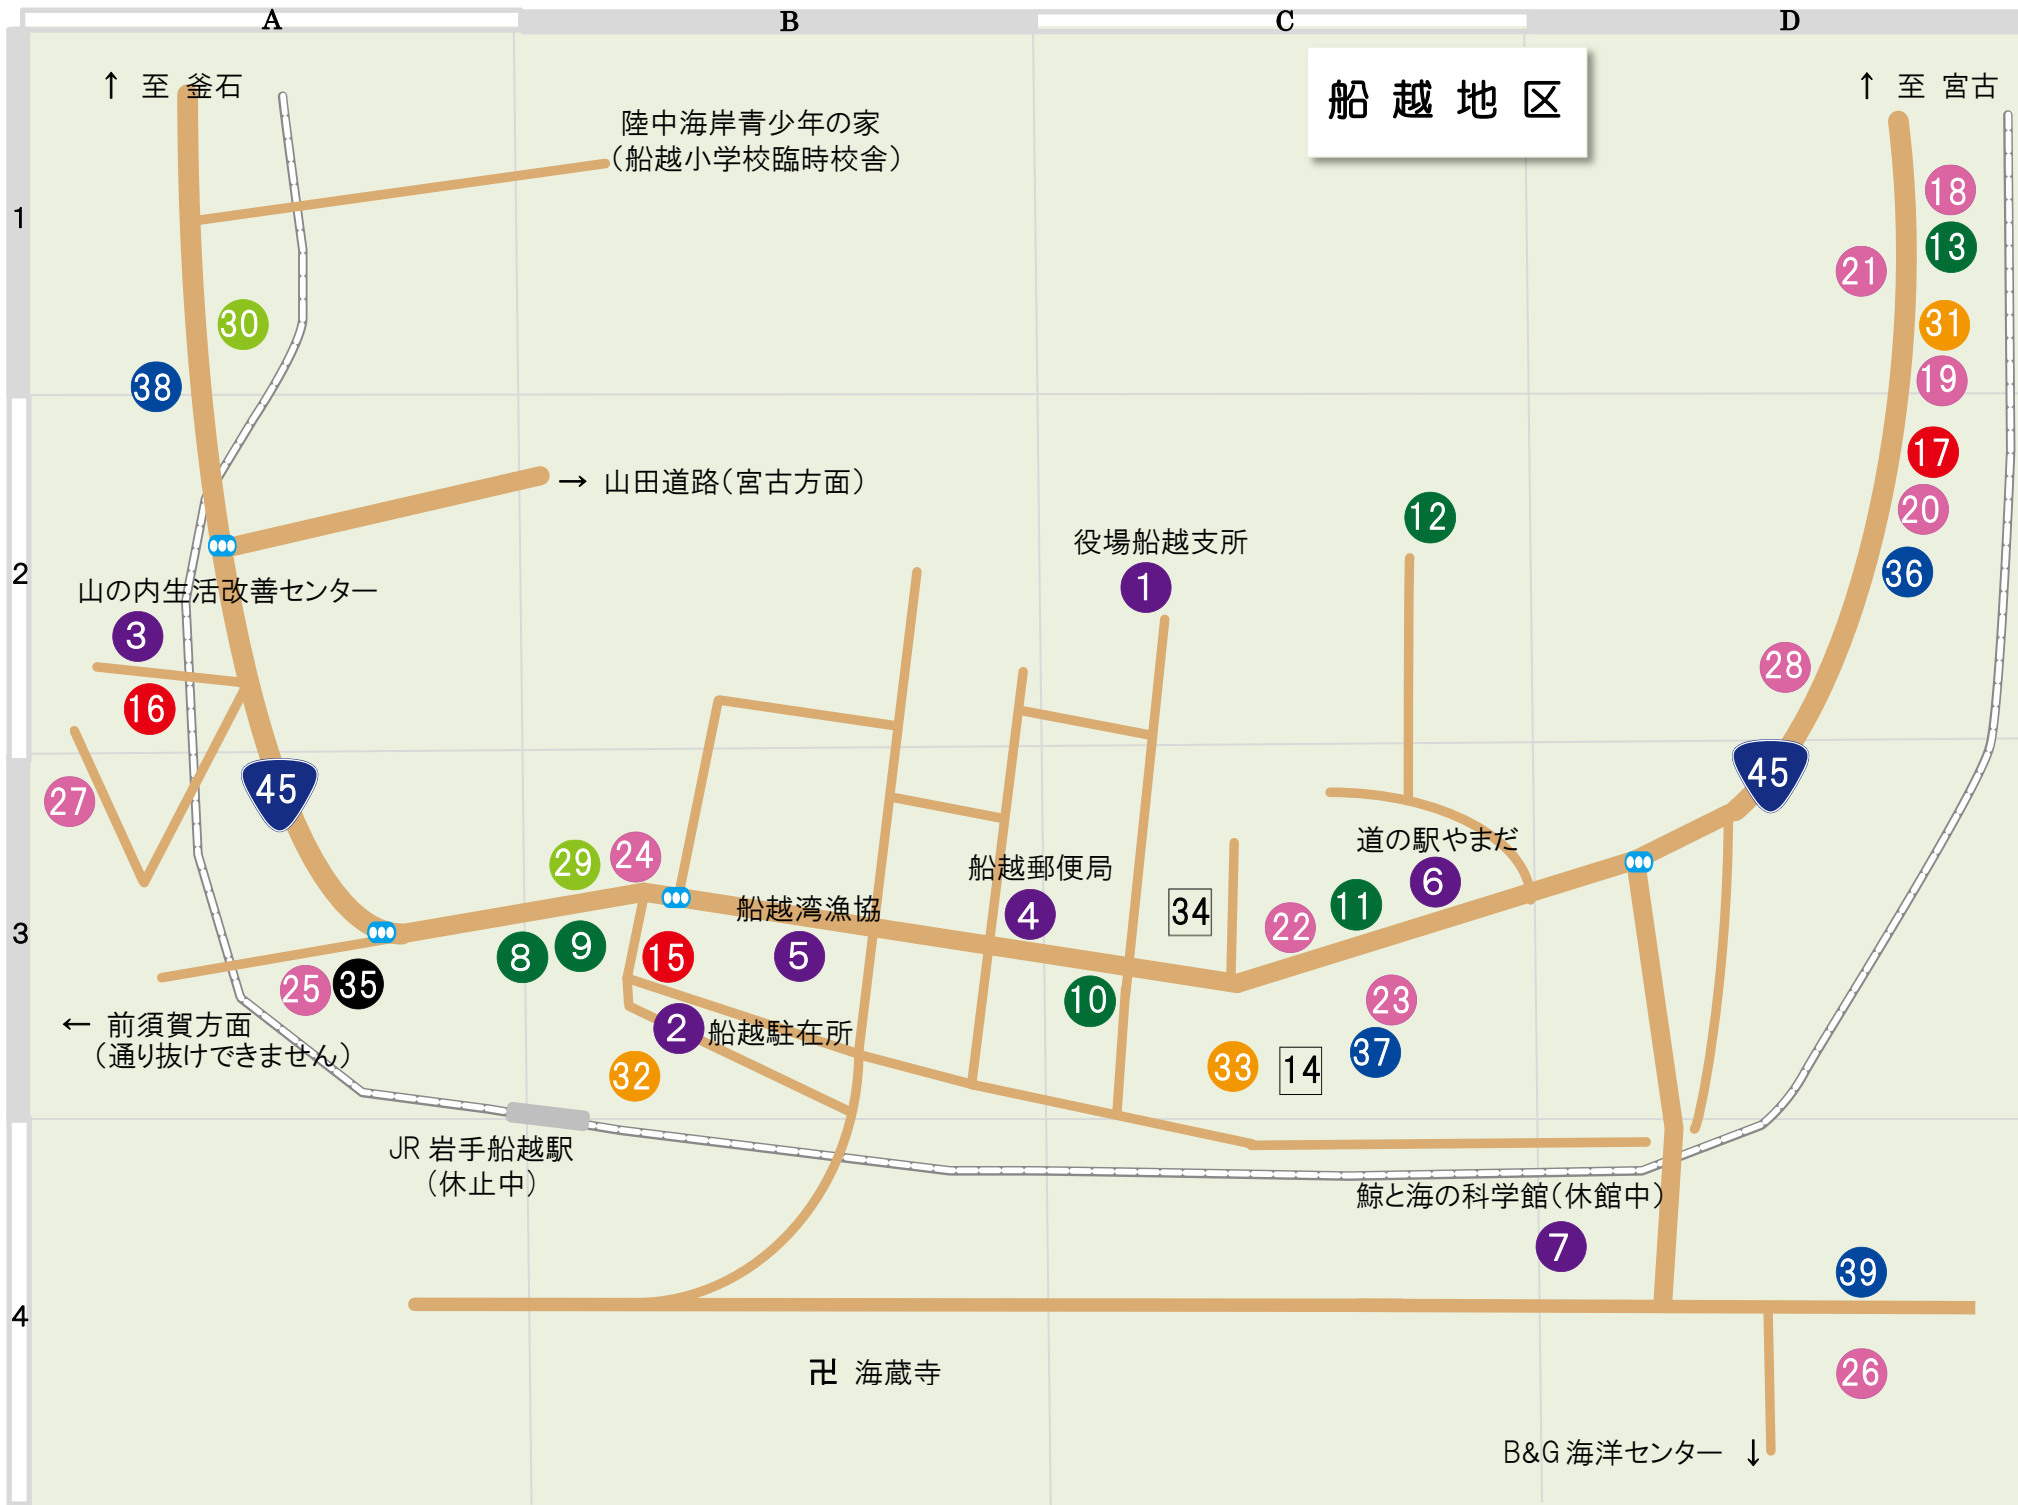 A B C D
船越地区
↑ 至 釜石
↑ 至 宮古
陸中海岸青少年の家
（船越小学校臨時校舎）
1
18
13
21
30
31
38
19
17
→ 山田道路（宮古方面）
20
12
役場船越支所
2
36
1
山の内生活改善センター
3
28
16
45
45
27
道の駅やまだ
29
24
船越郵便局
6
船越湾漁協
34
11
4
22
3
8
9
15
5
25
35
10
23
← 前須賀方面
（通り抜けできません）
2 船越駐在所
37
32
33
14
JR 岩手船越駅
（休止中）
鯨と海の科学館（休館中）
7
39
4
卍 海蔵寺
26
B&G 海洋センター ↓